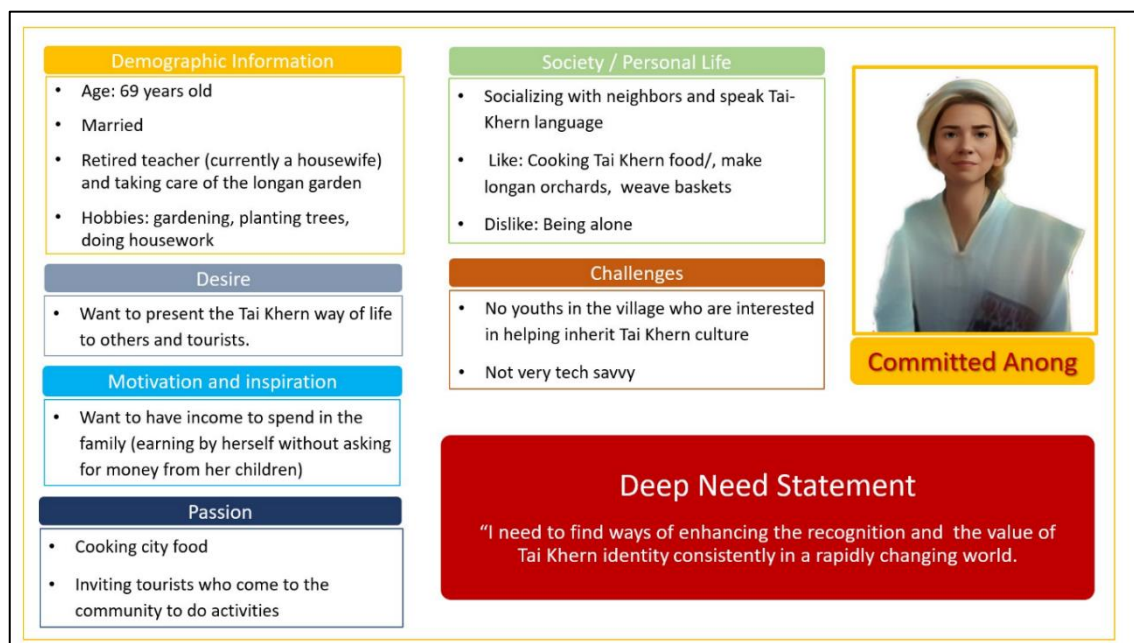 Demographic Information
• Age: 69 years old
• Married
• Retired teacher (currently a housewife)
and taking care of the longan garden
• Hobbies: gardening, planting trees,
doing housework
Desire
• Want to present the Tai Khern way of life
to others and tourists.
Motivation and inspiration
• Want to have income to spend in the
family (earning by herself without asking
for money from her children)
Passion
• Cooking city food
• Inviting tourists who come to the
community to do activities
Society / Personal Life
• Socializing with neighbors and speak Tai-
Khern language
• Like: Cooking Tai Khern food/, make
longan orchards, weave baskets
• Dislike: Being alone
Challenges
• No youths in the village who are interested
in helping inherit Tai Khern culture
• Not very tech savvy
Committed Anong
Deep Need Statement
“I need to find ways of enhancing the recognition and the value of
Tai Khern identity consistently in a rapidly changing world.